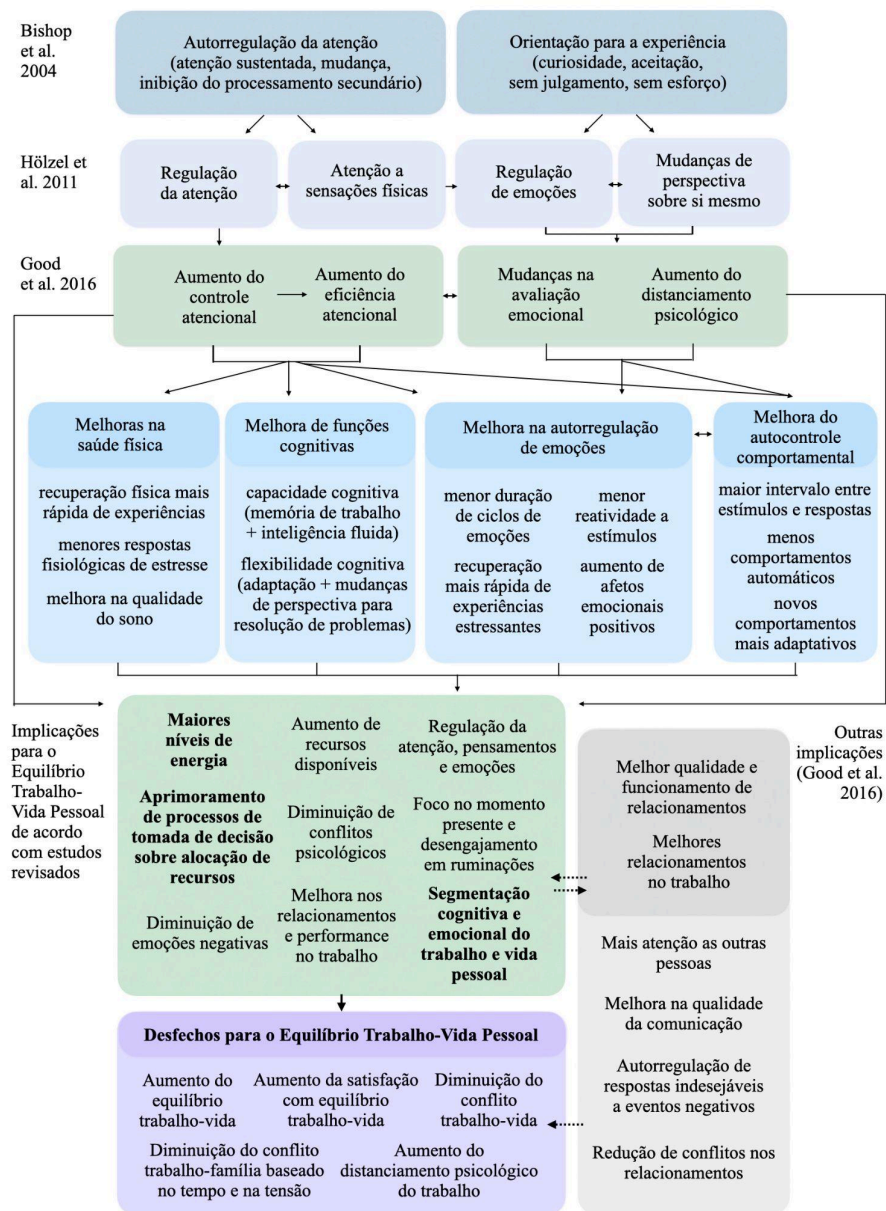 Bishop
et al.
2004
Autorregulação da atenção
(atenção sustentada, mudança,
inibição do processamento secundário)
Orientação para a experiência
(curiosidade, aceitação,
sem julgamento, sem esforço)
Hölzel et
al. 2011
Regulação
da atenção
Atenção a
sensações físicas
Regulação
de emoções
Mudanças de
perspectiva
sobre si mesmo
Good
et al. 2016
Aumento do
controle
atencional
Aumento do
eficiência
atencional
Mudanças na
avaliação
emocional
Aumento do
distanciamento
psicológico
Melhoras na
saúde física
recuperação física mais
rápida de experiências
menores respostas
fisiológicas de estresse
melhora na qualidade
do sono
Melhora de funções
cognitivas
capacidade cognitiva
(memória de trabalho
+ inteligência fluida)
flexibilidade cognitiva
(adaptação + mudanças
de perspectiva para
resolução de problemas)
Melhora na autorregulação
de emoções
menor duração
de ciclos de
emoções
recuperação
mais rápida de
experiências
estressantes
menor
reatividade a
estímulos
aumento de
afetos
emocionais
positivos
Melhora do
autocontrole
comportamental
maior intervalo entre
estímulos e respostas
menos
comportamentos
automáticos
novos
comportamentos
mais adaptativos
Implicações
para o
Equilíbrio
Trabalho-
Vida Pessoal
de acordo
com estudos
revisados
Maiores
níveis de
energia
Aumento de
recursos
disponíveis
Regulação da
atenção, pensamentos
e emoções
Aprimoramento
de processos de
tomada de decisão
sobre alocação de
recursos
Diminuição de
conflitos
psicológicos
Foco no momento
presente e
desengajamento
em ruminações
Diminuição de
emoções negativas
Melhora nos
relacionamentos
e performance
no trabalho
Segmentação
cognitiva e
emocional do
trabalho e vida
pessoal
Outras
implicações
(Good et al.
2016)
Melhor qualidade e
funcionamento de
relacionamentos
Melhores
relacionamentos
no trabalho
Mais atenção as outras
pessoas
Melhora na qualidade
da comunicação
Autorregulação de
respostas indesejáveis
a eventos negativos
Redução de conflitos nos
relacionamentos
Desfechos para o Equilíbrio Trabalho-Vida Pessoal
Aumento do
equilíbrio
trabalho-vida
Aumento da satisfação
com equilíbrio
trabalho-vida
Diminuição do
conflito
trabalho-vida
Diminuição do conflito
trabalho-família baseado
no tempo e na tensão
Aumento do
distanciamento psicológico
do trabalho